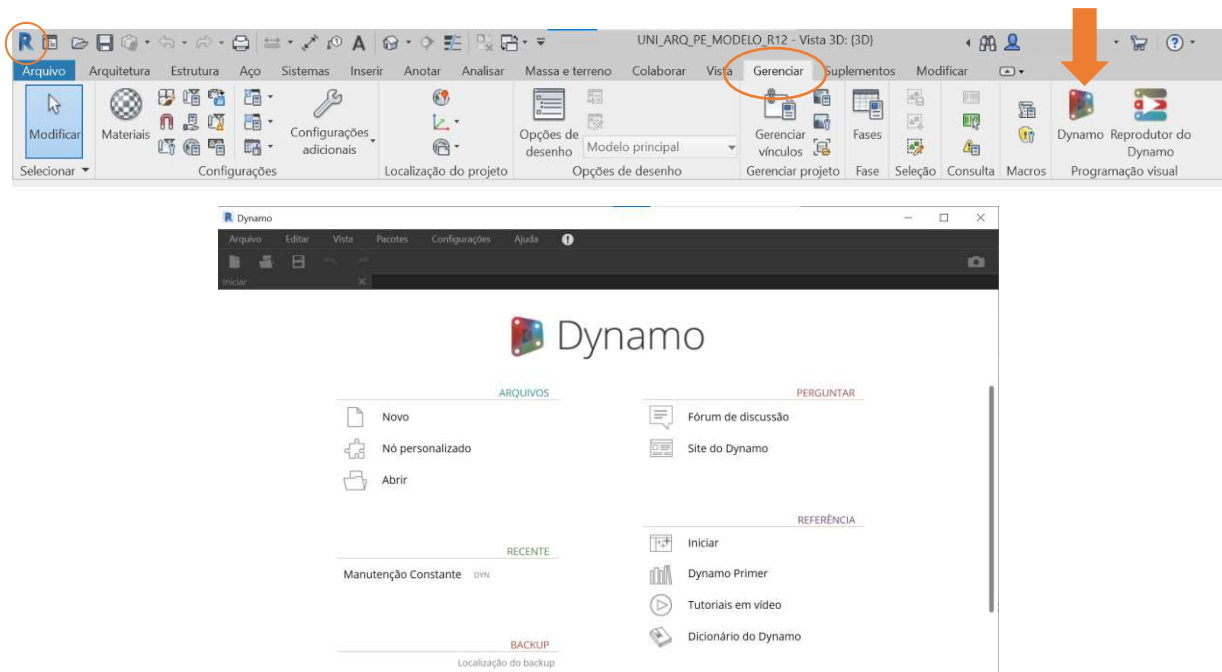 UNI_ARQ_PE_MODELO_R12 - Vista 3D: {3D}
Arquivo Arquitetura Estrutura Aço Sistemas Inserir Anotar Analisar Massa e terreno Colaborar Vista Gerenciar Suplementos Modificar
Modificar
Materiais
Configurações
adicionais
Opções de
desenho
Modelo principal
Gerenciar
vínculos
Fases
Dynamo
Reprodutor do
Dynamo
Selecionar Configurações Localização do projeto Opções de desenho Gerenciar projeto Fase Seleção Consulta Macros Programação visual
R Dynamo
Arquivo Editar Vista Pacotes Configurações Ajuda
Iniciar
Dynamo
ARQUIVOS
Novo
Nó personalizado
Abrir
RECENTE
Manutenção Constante DYN
BACKUP
Localização do backup
PERGUNTAR
Fórum de discussão
Site do Dynamo
REFERÊNCIA
Iniciar
Dynamo Primer
Tutoriais em vídeo
Dicionário do Dynamo